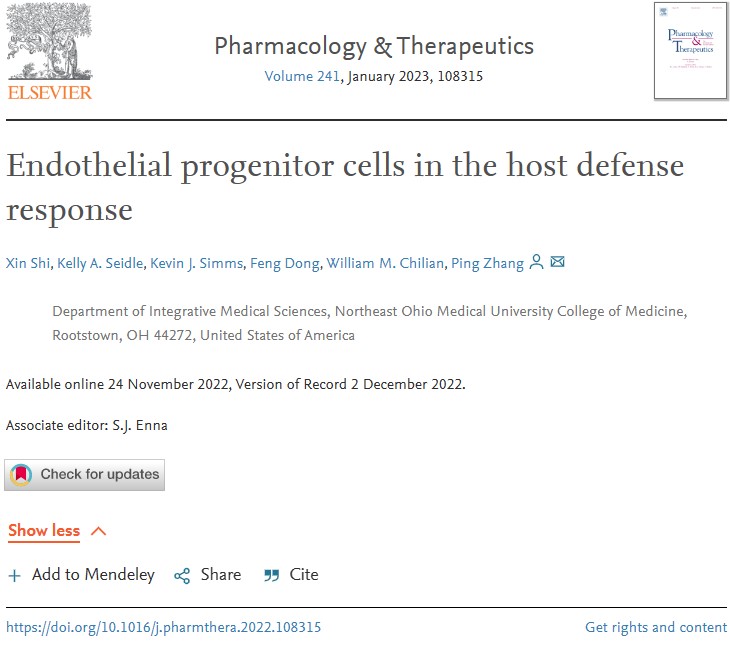 Pharmacology & Therapeutics
Volume 241, January 2023, 108315
ELSEVIER
Pharmacology
&
Therapeutics
Endothelial progenitor cells in the host defense
response
Xin Shi, Kelly A. Seidle, Kevin J. Simms, Feng Dong, William M. Chilian, Ping Zhang
Department of Integrative Medical Sciences, Northeast Ohio Medical University College of Medicine,
Rootstown, OH 44272, United States of America
Available online 24 November 2022, Version of Record 2 December 2022.
Associate editor: S.J. Enna
Check for updates
Show less
+ Add to Mendeley Share Cite
https://doi.org/10.1016/j.pharmthera.2022.108315 Get rights and content